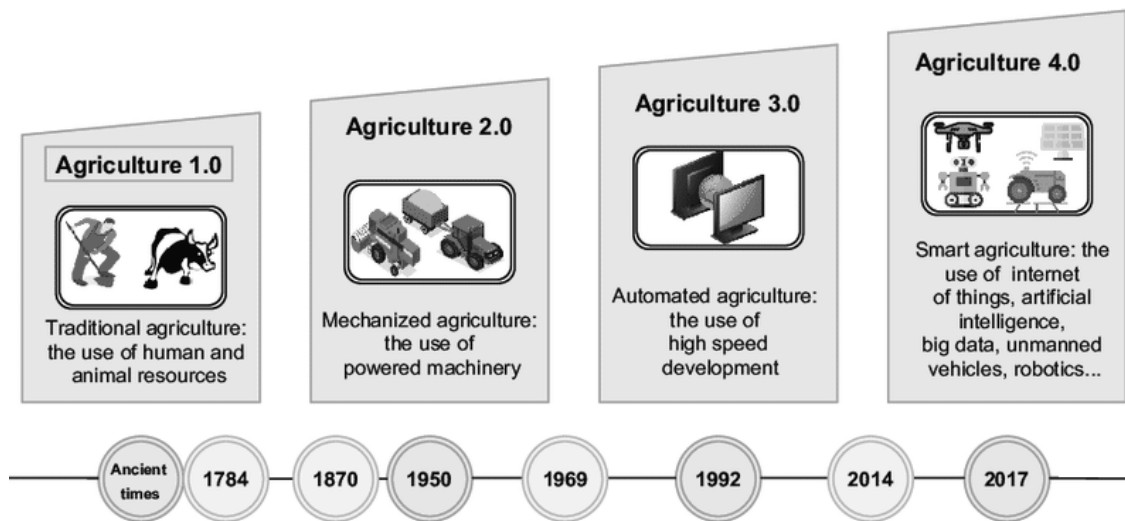 Agriculture 1.0
Traditional agriculture:
the use of human and
animal resources
Agriculture 2.0
Mechanized agriculture:
the use of
powered machinery
Agriculture 3.0
Automated agriculture:
the use of
high speed
development
Agriculture 4.0
Smart agriculture: the
use of internet
of things, artificial
intelligence,
big data, unmanned
vehicles, robotics...
Ancient
times
1784
1870
1950
1969
1992
2014
2017